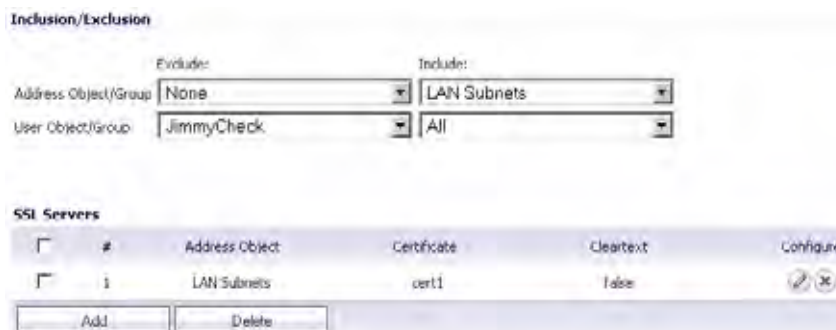 Inclusion/Exclusion
Exclude: Include:
Address Object/Group None LAN Subnets
User Object/Group JimmyCheck All
SSL Servers
# Address Object Certificate Cleartext Configure
1 LAN Subnets cert1 false
Add Delete